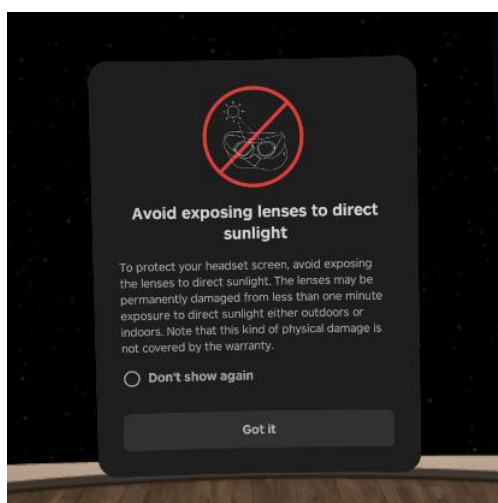 Avoid exposing lenses to direct
sunlight
To protect your headset screen, avoid exposing
the lenses to direct sunlight. The lenses may be
permanently damaged from less than one minute
exposure to direct sunlight either outdoors or
indoors. Note that this kind of physical damage is
not covered by the warranty.
Don't show again
Got it